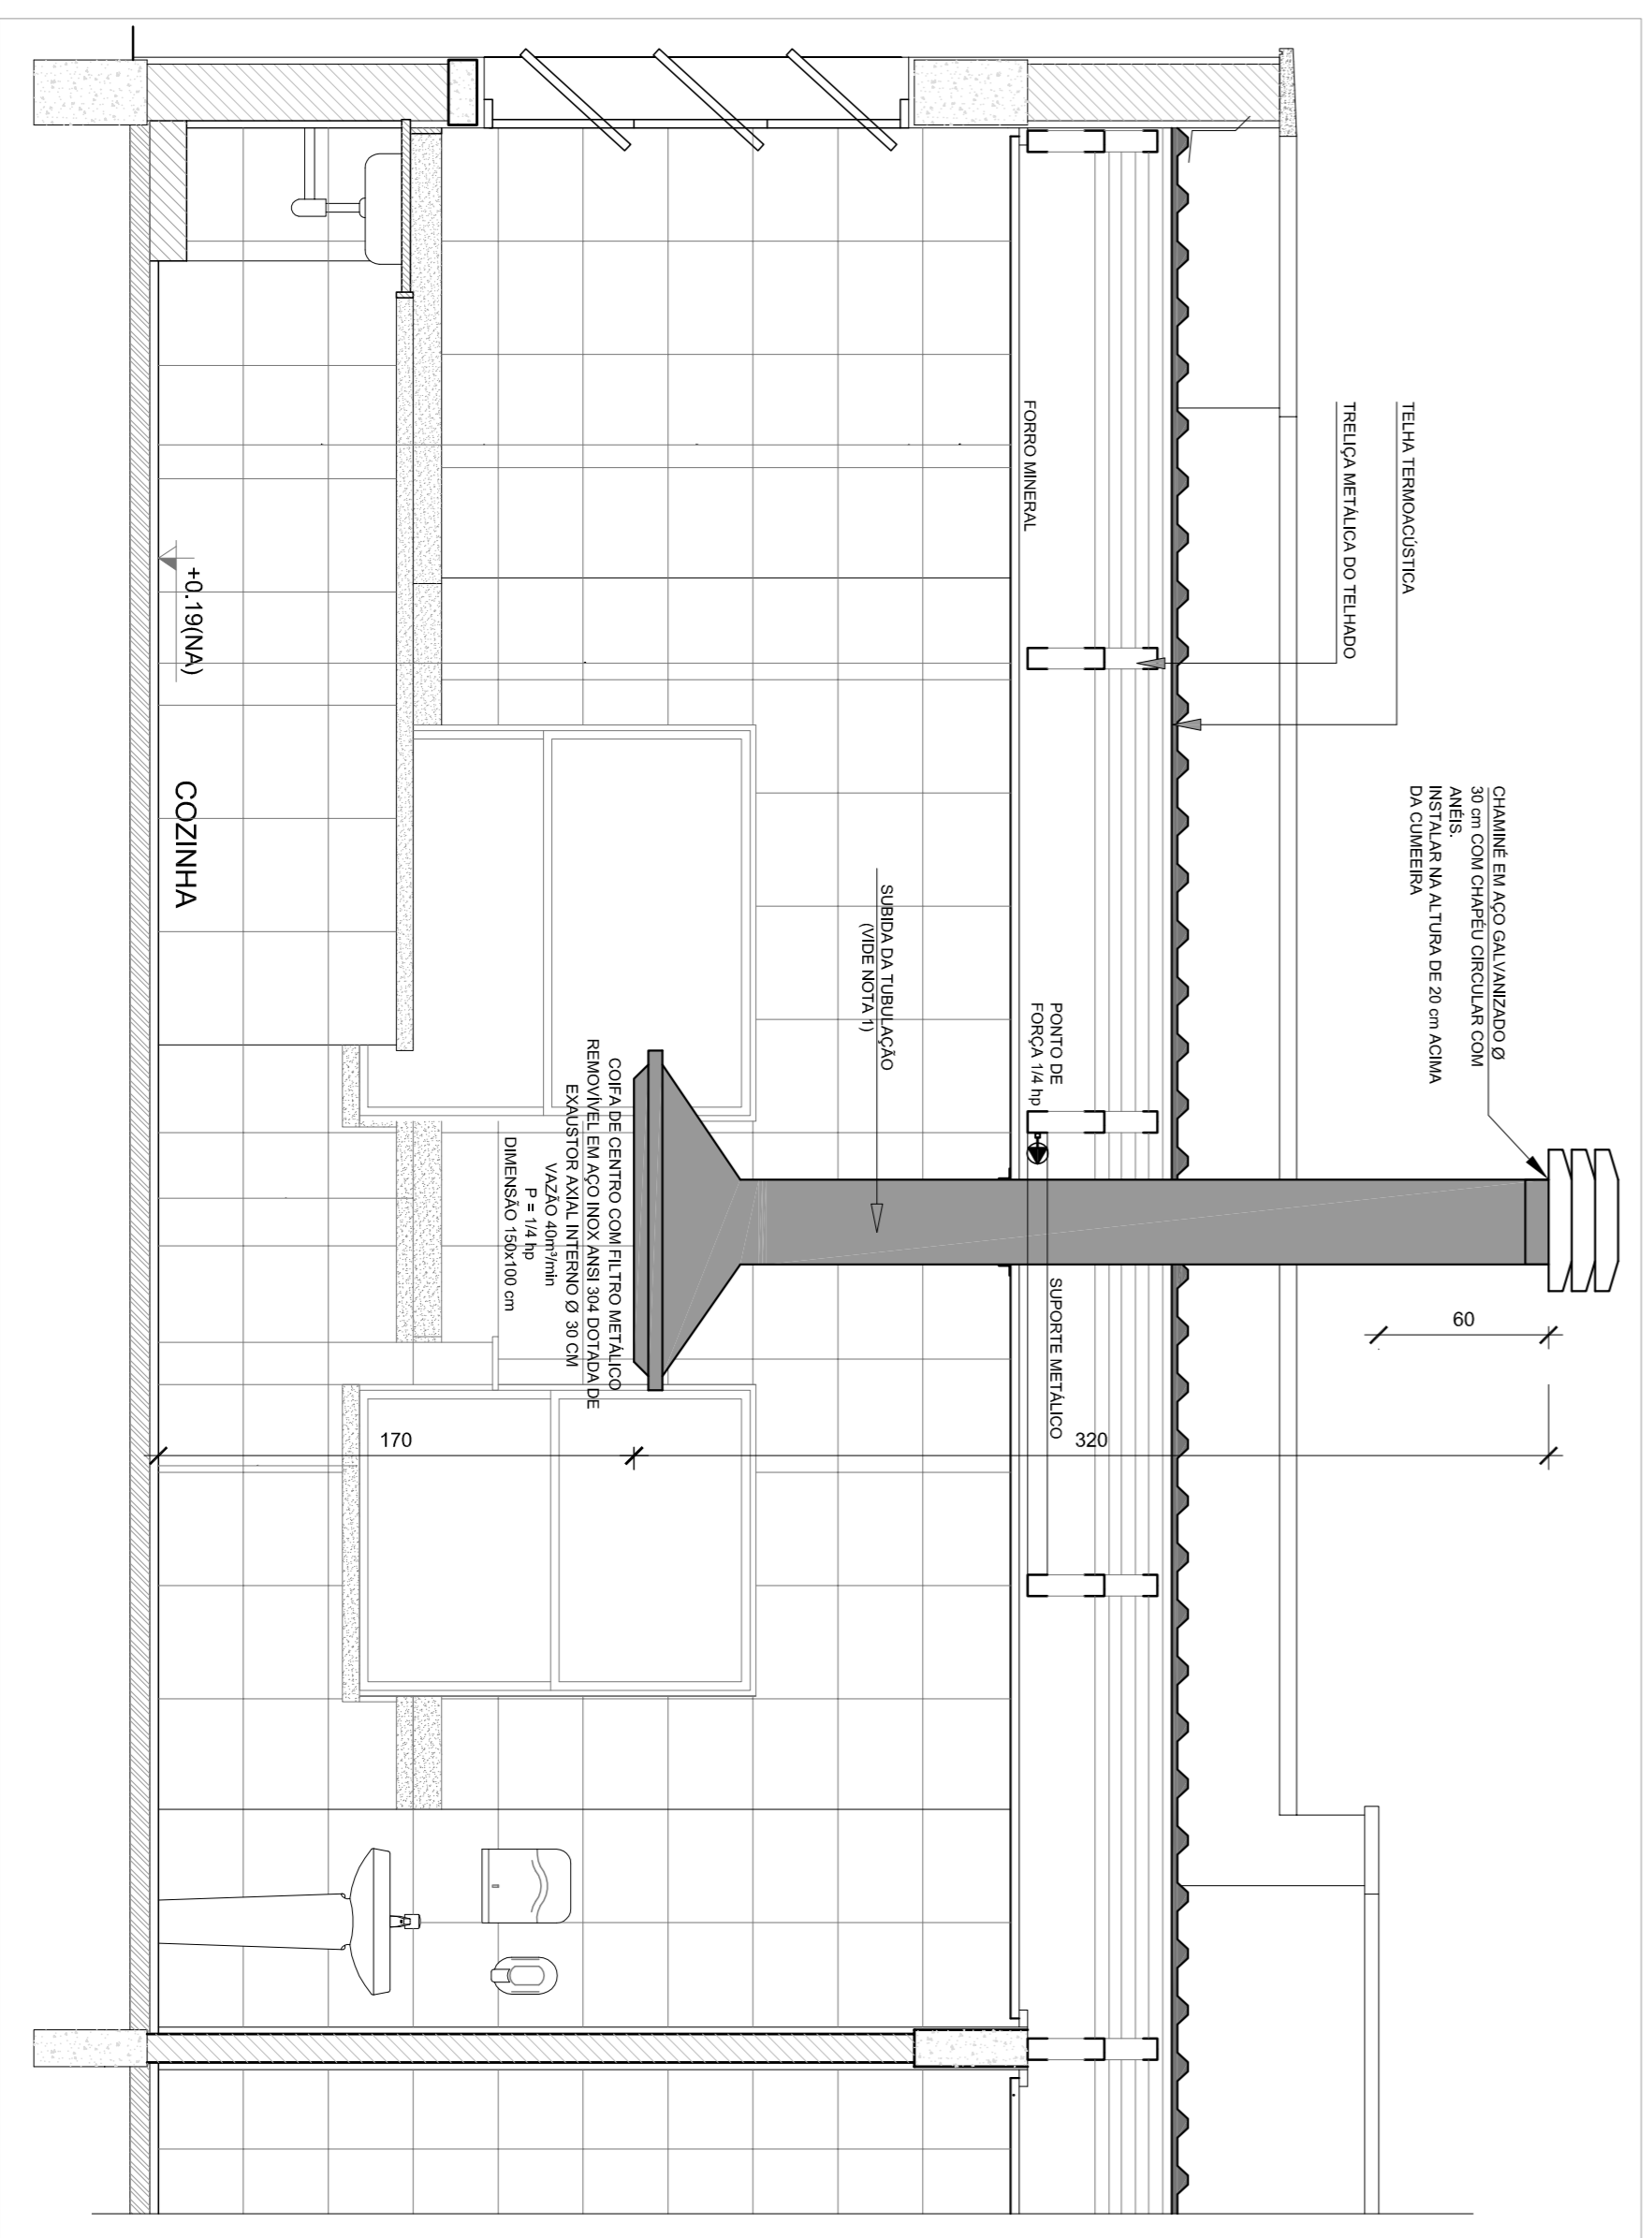 CHAMINÉ EM AÇO GALVANIZADO Ø
30 cm COM CHAPÉU CIRCULAR COM
ANÉIS.
INSTALAR NA ALTURA DE 20 cm ACIMA
DA CUMEEIRA
60
TELHA TERMOACÚSTICA
TRELIÇA METÁLICA DO TELHADO
FORRO MINERAL
PONTO DE
FORÇA 1/4 hp
SUPORTE METÁLICO
320
SUBIDA DA TUBULAÇÃO
(VIDE NOTA 1)
COIFA DE CENTRO COM FILTRO METÁLICO
REMOVÍVEL EM AÇO INOX ANSI 304 DOTADA DE
EXAUSTOR AXIAL INTERNO Ø 30 CM
VAZÃO 40m³/min
P = 1/4 hp
DIMENSÃO 150x100 cm
170
+0.19(NA)
COZINHA